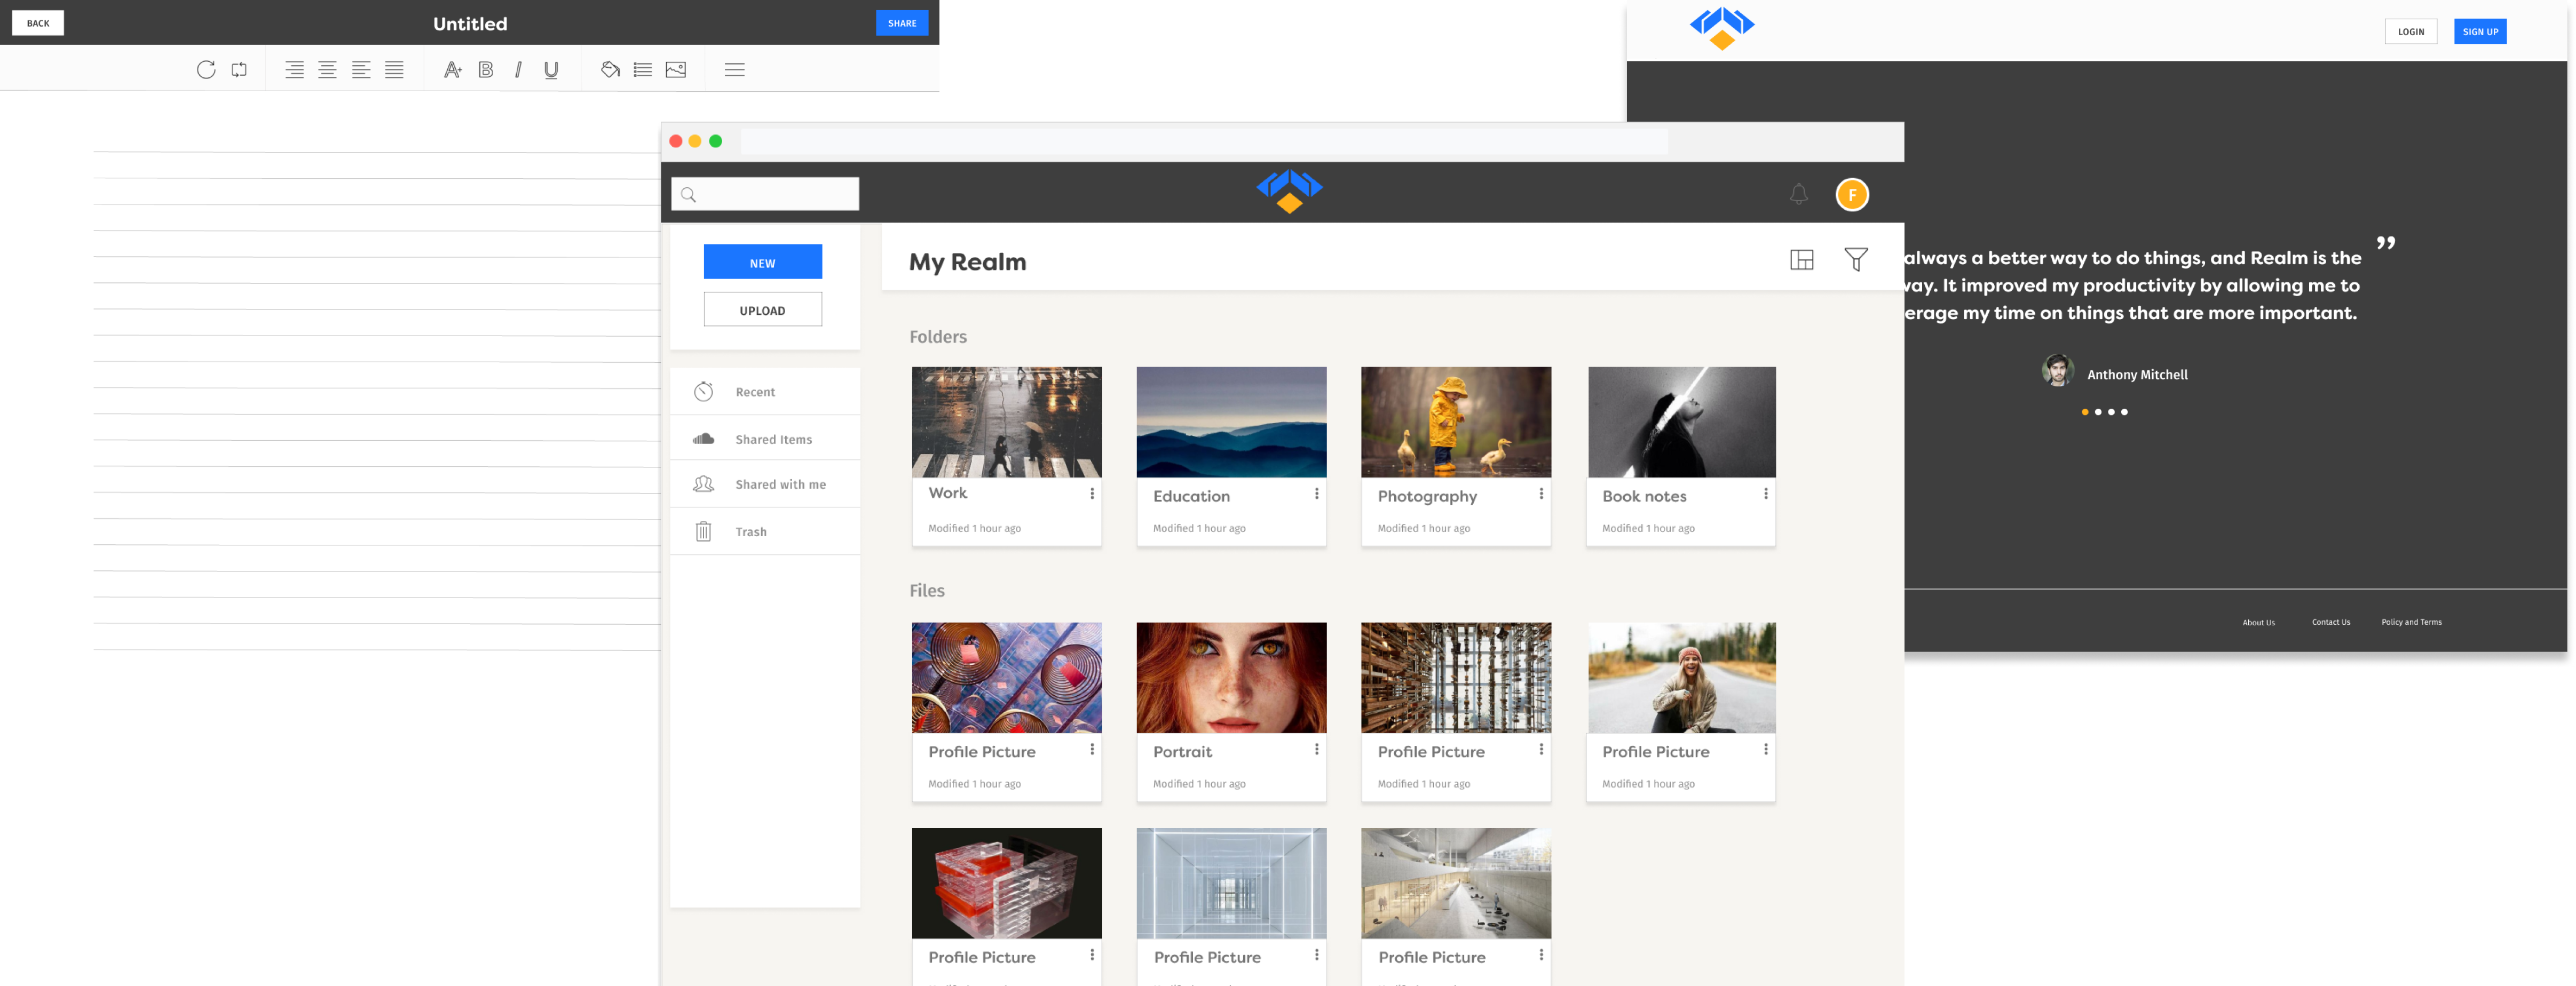 BACK
Untitled
SHARE
LOGIN
SIGN UP
F
NEW
UPLOAD
Recent
Shared Items
Shared with me
Trash
My Realm
Folders
Work
Modified 1 hour ago
Education
Modified 1 hour ago
Photography
Modified 1 hour ago
Book notes
Modified 1 hour ago
Files
Profile Picture
Modified 1 hour ago
Portrait
Modified 1 hour ago
Profile Picture
Modified 1 hour ago
Profile Picture
Modified 1 hour ago
Profile Picture
Profile Picture
Profile Picture
always a better way to do things, and Realm is the ”
way. It improved my productivity by allowing me to
erage my time on things that are more important.
Anthony Mitchell
About Us
Contact Us
Policy and Terms